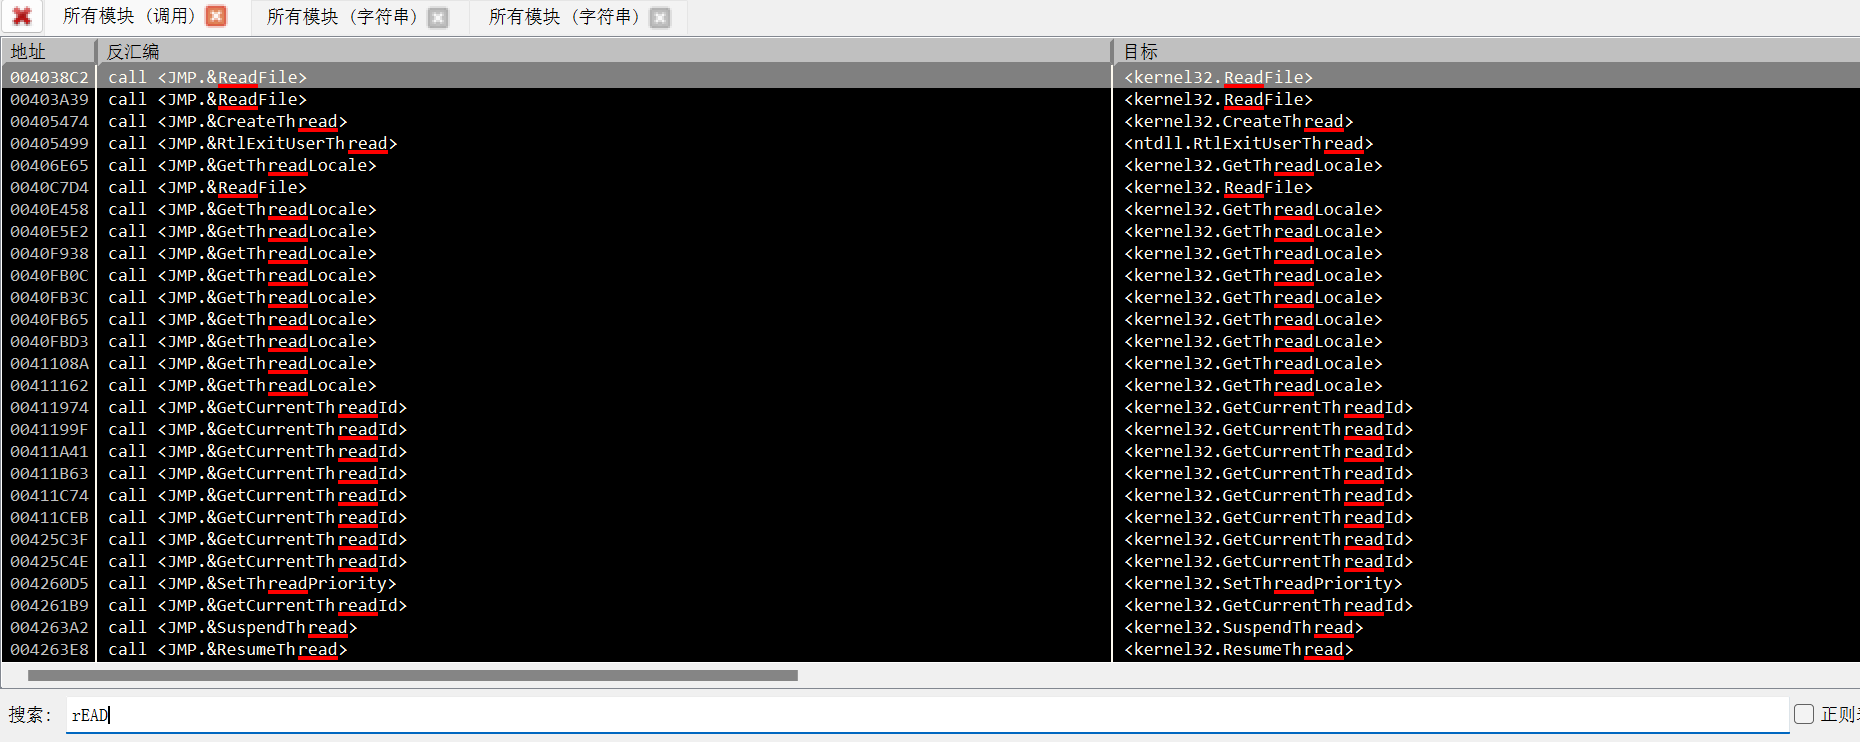 所有模块 (调用) 所有模块 (字符串) 所有模块 (字符串)
地址 反汇编 目标
004038C2 call <JMP.&ReadFile> <kernel32.ReadFile>
00403A39 call <JMP.&ReadFile> <kernel32.ReadFile>
00405474 call <JMP.&CreateThread> <kernel32.CreateThread>
00405499 call <JMP.&RtlExitUserThread> <ntdll.RtlExitUserThread>
00406E65 call <JMP.&GetThreadLocale> <kernel32.GetThreadLocale>
0040C7D4 call <JMP.&ReadFile> <kernel32.ReadFile>
0040E458 call <JMP.&GetThreadLocale> <kernel32.GetThreadLocale>
0040E5E2 call <JMP.&GetThreadLocale> <kernel32.GetThreadLocale>
0040F938 call <JMP.&GetThreadLocale> <kernel32.GetThreadLocale>
0040FB0C call <JMP.&GetThreadLocale> <kernel32.GetThreadLocale>
0040FB3C call <JMP.&GetThreadLocale> <kernel32.GetThreadLocale>
0040FB65 call <JMP.&GetThreadLocale> <kernel32.GetThreadLocale>
0040FBD3 call <JMP.&GetThreadLocale> <kernel32.GetThreadLocale>
0041108A call <JMP.&GetThreadLocale> <kernel32.GetThreadLocale>
00411162 call <JMP.&GetThreadLocale> <kernel32.GetThreadLocale>
00411974 call <JMP.&GetCurrentThreadId> <kernel32.GetCurrentThreadId>
0041199F call <JMP.&GetCurrentThreadId> <kernel32.GetCurrentThreadId>
00411A41 call <JMP.&GetCurrentThreadId> <kernel32.GetCurrentThreadId>
00411B63 call <JMP.&GetCurrentThreadId> <kernel32.GetCurrentThreadId>
00411C74 call <JMP.&GetCurrentThreadId> <kernel32.GetCurrentThreadId>
00411CEB call <JMP.&GetCurrentThreadId> <kernel32.GetCurrentThreadId>
00425C3F call <JMP.&GetCurrentThreadId> <kernel32.GetCurrentThreadId>
00425C4E call <JMP.&GetCurrentThreadId> <kernel32.GetCurrentThreadId>
004260D5 call <JMP.&SetThreadPriority> <kernel32.SetThreadPriority>
004261B9 call <JMP.&GetCurrentThreadId> <kernel32.GetCurrentThreadId>
004263A2 call <JMP.&SuspendThread> <kernel32.SuspendThread>
004263E8 call <JMP.&ResumeThread> <kernel32.ResumeThread>
搜索: rEAD 正则